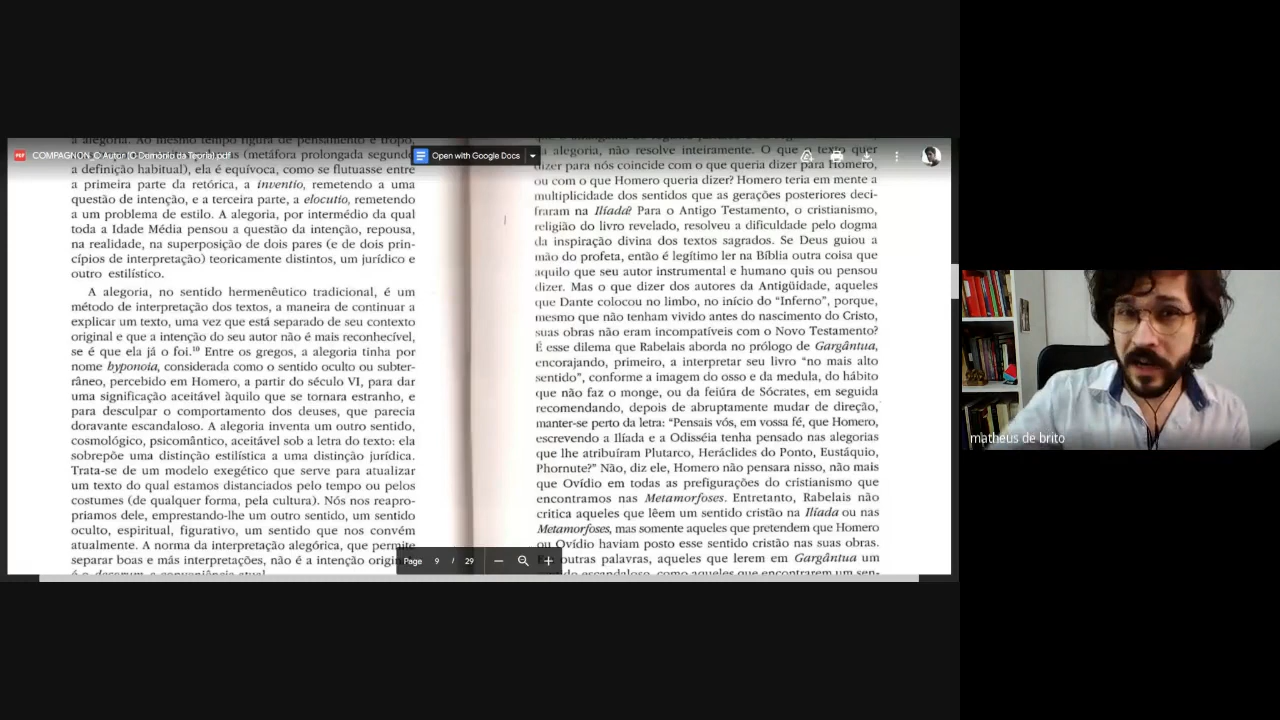 a alegoria. Ao mesmo tempo figura de pensamento e tropo,
COMPAGNON_O Autor (O Demônio da Teoria).pdf
(metáfora prolongada segundo
a definição habitual), ela é equívoca, como se flutuasse entre
a primeira parte da retórica, a inventio, remetendo a uma
questão de intenção, e a terceira parte, a elocutio, remetendo
a um problema de estilo. A alegoria, por intermédio da qual
toda a Idade Média pensou a questão da intenção, repousa,
na realidade, na superposição de dois pares (e de dois prin-
cípios de interpretação) teoricamente distintos, um jurídico e
outro estilístico.
A alegoria, no sentido hermenêutico tradicional, é um
método de interpretação dos textos, a maneira de continuar a
explicar um texto, uma vez que está separado de seu contexto
original e que a intenção do seu autor não é mais reconhecível,
se é que ela já o foi.¹⁰ Entre os gregos, a alegoria tinha por
nome hyponoia, considerada como o sentido oculto ou subter-
râneo, percebido em Homero, a partir do século VI, para dar
uma significação aceitável àquilo que se tornara estranho, e
para desculpar o comportamento dos deuses, que parecia
doravante escandaloso. A alegoria inventa um outro sentido,
cosmológico, psicomântico, aceitável sob a letra do texto: ela
sobrepõe uma distinção estilística a uma distinção jurídica.
Trata-se de um modelo exegético que serve para atualizar
um texto do qual estamos distanciados pelo tempo ou pelos
costumes (de qualquer forma, pela cultura). Nós nos reapro-
priamos dele, emprestando-lhe um outro sentido, um sentido
oculto, espiritual, figurativo, um sentido que nos convém
atualmente. A norma da interpretação alegórica, que permite
separar boas e más interpretações, não é a intenção original,
é o decorum, a conveniência atual.
Open with Google Docs
alegoria, não resolve inteiramente. O que o texto quer
dizer para nós coincide com o que queria dizer para Homero,
ou com o que Homero queria dizer? Homero teria em mente a
multiplicidade dos sentidos que as gerações posteriores deci-
fraram na Ilíada? Para o Antigo Testamento, o cristianismo,
religião do livro revelado, resolveu a dificuldade pelo dogma
da inspiração divina dos textos sagrados. Se Deus guiou a
mão do profeta, então é legítimo ler na Bíblia outra coisa que
aquilo que seu autor instrumental e humano quis ou pensou
dizer. Mas o que dizer dos autores da Antigüidade, aqueles
que Dante colocou no limbo, no início do “Inferno”, porque,
mesmo que não tenham vivido antes do nascimento do Cristo,
suas obras não eram incompatíveis com o Novo Testamento?
É esse dilema que Rabelais aborda no prólogo de Gargântua,
encorajando, primeiro, a interpretar seu livro “no mais alto
sentido”, conforme a imagem do osso e da medula, do hábito
que não faz o monge, ou da feiúra de Sócrates, em seguida
recomendando, depois de abruptamente mudar de direção,
manter-se perto da letra: “Pensais vós, em vossa fé, que Homero,
escrevendo a Ilíada e a Odisséia tenha pensado nas alegorias
que lhe atribuíram Plutarco, Heráclides do Ponto, Eustáquio,
Phornute?” Não, diz ele, Homero não pensara nisso, não mais
que Ovídio em todas as prefigurações do cristianismo que
encontramos nas Metamorfoses. Entretanto, Rabelais não
critica aqueles que lêem um sentido cristão na Ilíada ou nas
Metamorfoses, mas somente aqueles que pretendem que Homero
ou Ovídio haviam posto esse sentido cristão nas suas obras.
Em outras palavras, aqueles que lerem em Gargântua um
sentido escandaloso, como aqueles que encontrarem um sen-
Page 9 / 29
matheus de brito